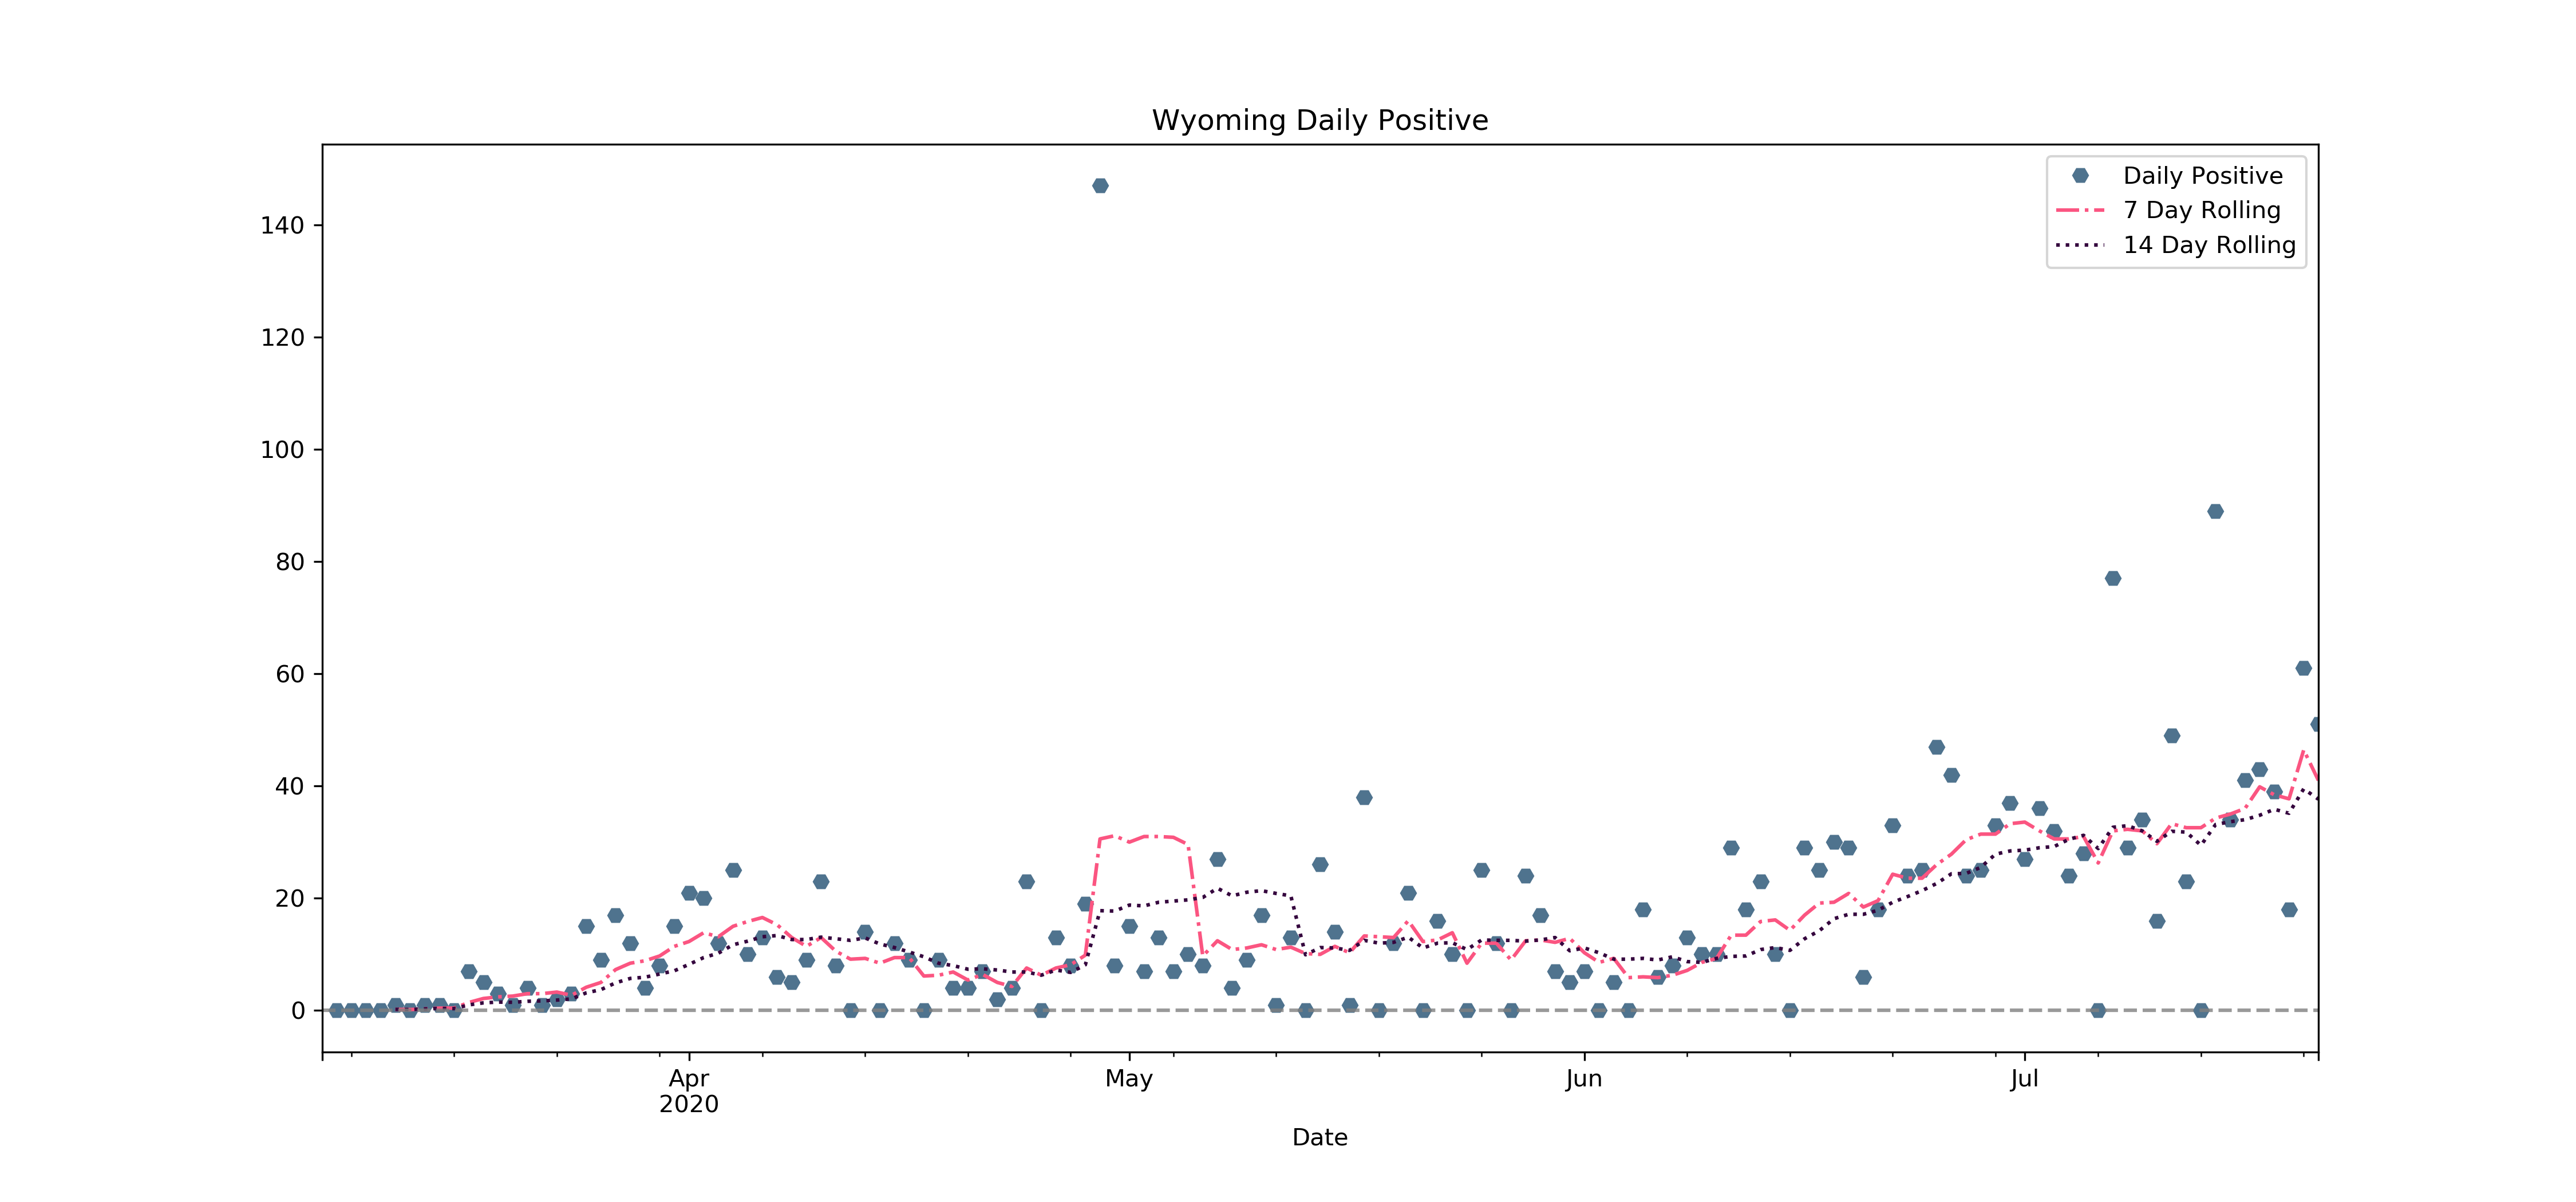 Wyoming Daily Positive
Daily Positive
7 Day Rolling
14 Day Rolling
140
120
100
80
60
40
20
0
Apr
2020
May
Jun
Jul
Date